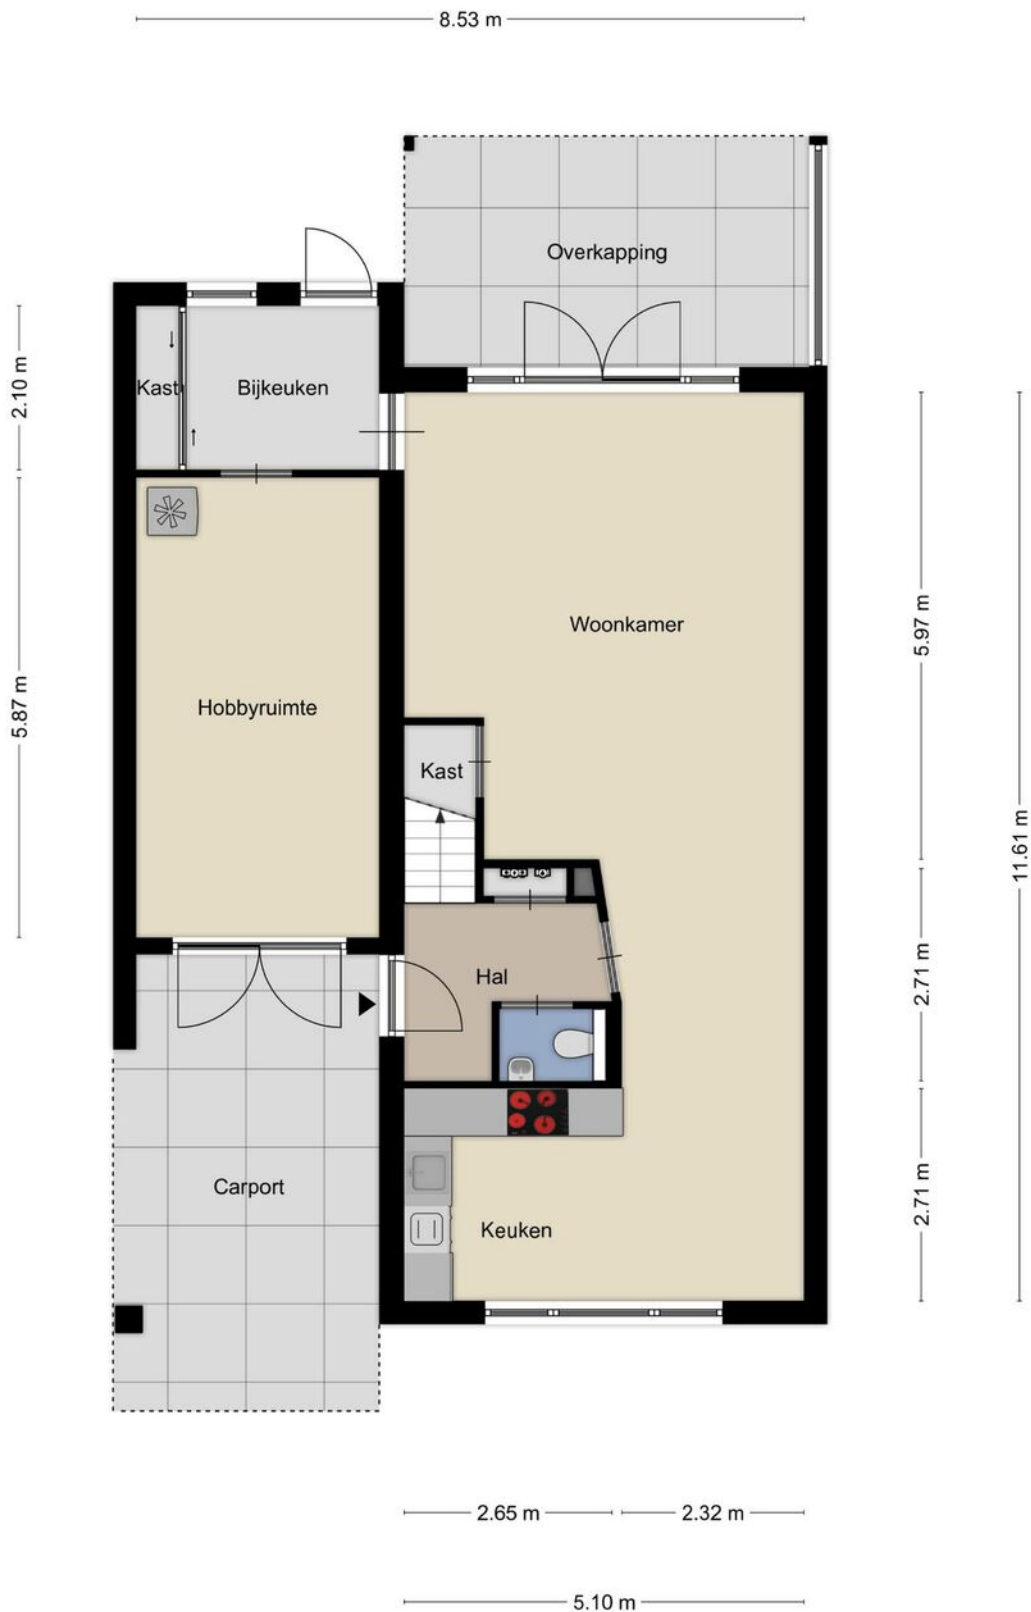 8.53 m
Overkapping
2.10 m
Kast
Bijkeuken
Woonkamer
5.97 m
5.87 m
Hobbyruimte
Kast
11.61 m
Hal
2.71 m
Carport
Keuken
2.71 m
2.65 m
2.32 m
5.10 m